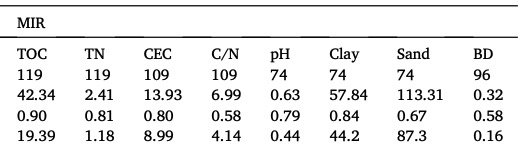 MIR
TOC TN CEC C/N pH Clay Sand BD
119 119 109 109 74 74 74 96
42.34 2.41 13.93 6.99 0.63 57.84 113.31 0.32
0.90 0.81 0.80 0.58 0.79 0.84 0.67 0.58
19.39 1.18 8.99 4.14 0.44 44.2 87.3 0.16